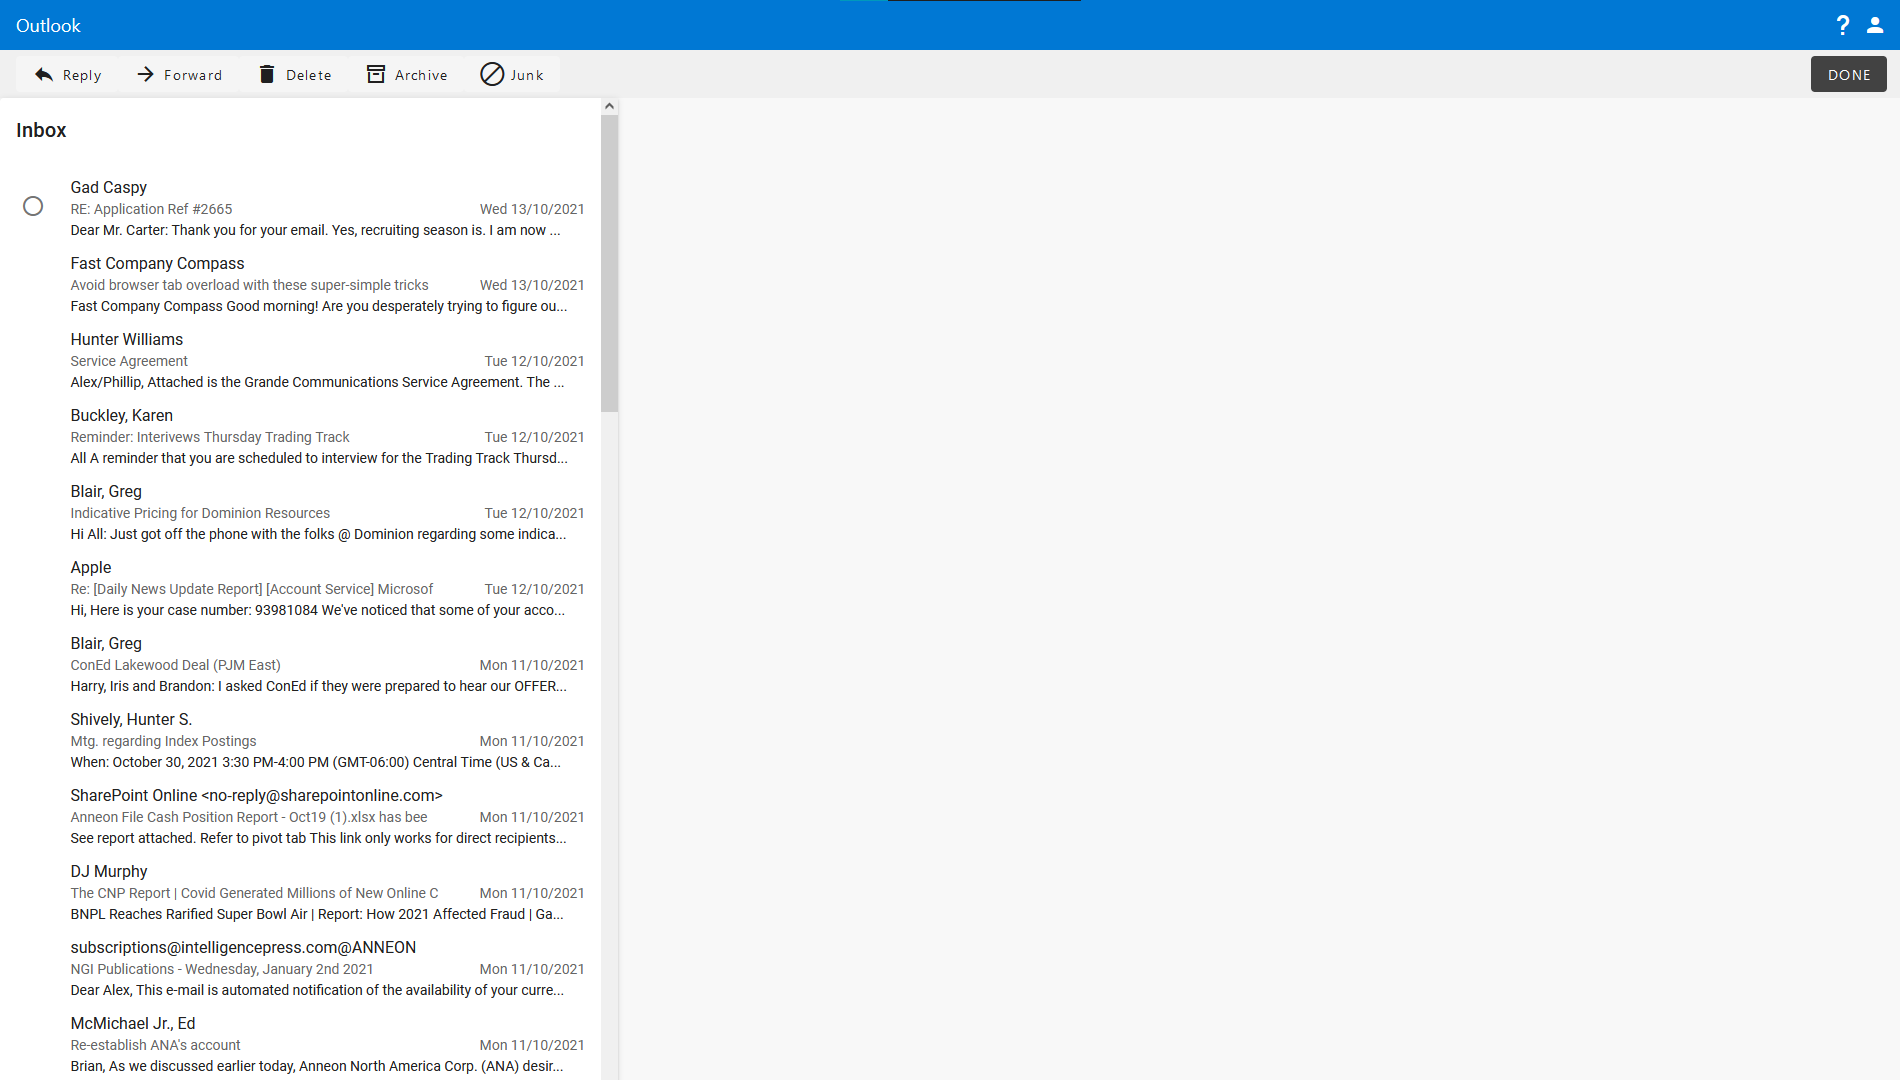 Outlook
?
Reply Forward Delete Archive Junk DONE
Inbox
Gad Caspy
RE: Application Ref #2665 Wed 13/10/2021
Dear Mr. Carter: Thank you for your email. Yes, recruiting season is. I am now ...
Fast Company Compass
Avoid browser tab overload with these super-simple tricks Wed 13/10/2021
Fast Company Compass Good morning! Are you desperately trying to figure ou...
Hunter Williams
Service Agreement Tue 12/10/2021
Alex/Phillip, Attached is the Grande Communications Service Agreement. The ...
Buckley, Karen
Reminder: Interivews Thursday Trading Track Tue 12/10/2021
All A reminder that you are scheduled to interview for the Trading Track Thursd...
Blair, Greg
Indicative Pricing for Dominion Resources Tue 12/10/2021
Hi All: Just got off the phone with the folks @ Dominion regarding some indica...
Apple
Re: [Daily News Update Report] [Account Service] Microsof Tue 12/10/2021
Hi, Here is your case number: 93981084 We've noticed that some of your acco...
Blair, Greg
ConEd Lakewood Deal (PJM East) Mon 11/10/2021
Harry, Iris and Brandon: I asked ConEd if they were prepared to hear our OFFER...
Shively, Hunter S.
Mtg. regarding Index Postings Mon 11/10/2021
When: October 30, 2021 3:30 PM-4:00 PM (GMT-06:00) Central Time (US & Ca...
SharePoint Online <no-reply@sharepointonline.com>
Anneon File Cash Position Report - Oct19 (1).xlsx has bee Mon 11/10/2021
See report attached. Refer to pivot tab This link only works for direct recipients...
DJ Murphy
The CNP Report | Covid Generated Millions of New Online C Mon 11/10/2021
BNPL Reaches Rarified Super Bowl Air | Report: How 2021 Affected Fraud | Ga...
subscriptions@intelligencepress.com@ANNEON
NGI Publications - Wednesday, January 2nd 2021 Mon 11/10/2021
Dear Alex, This e-mail is automated notification of the availability of your curre...
McMichael Jr., Ed
Re-establish ANA's account Mon 11/10/2021
Brian, As we discussed earlier today, Anneon North America Corp. (ANA) desir...